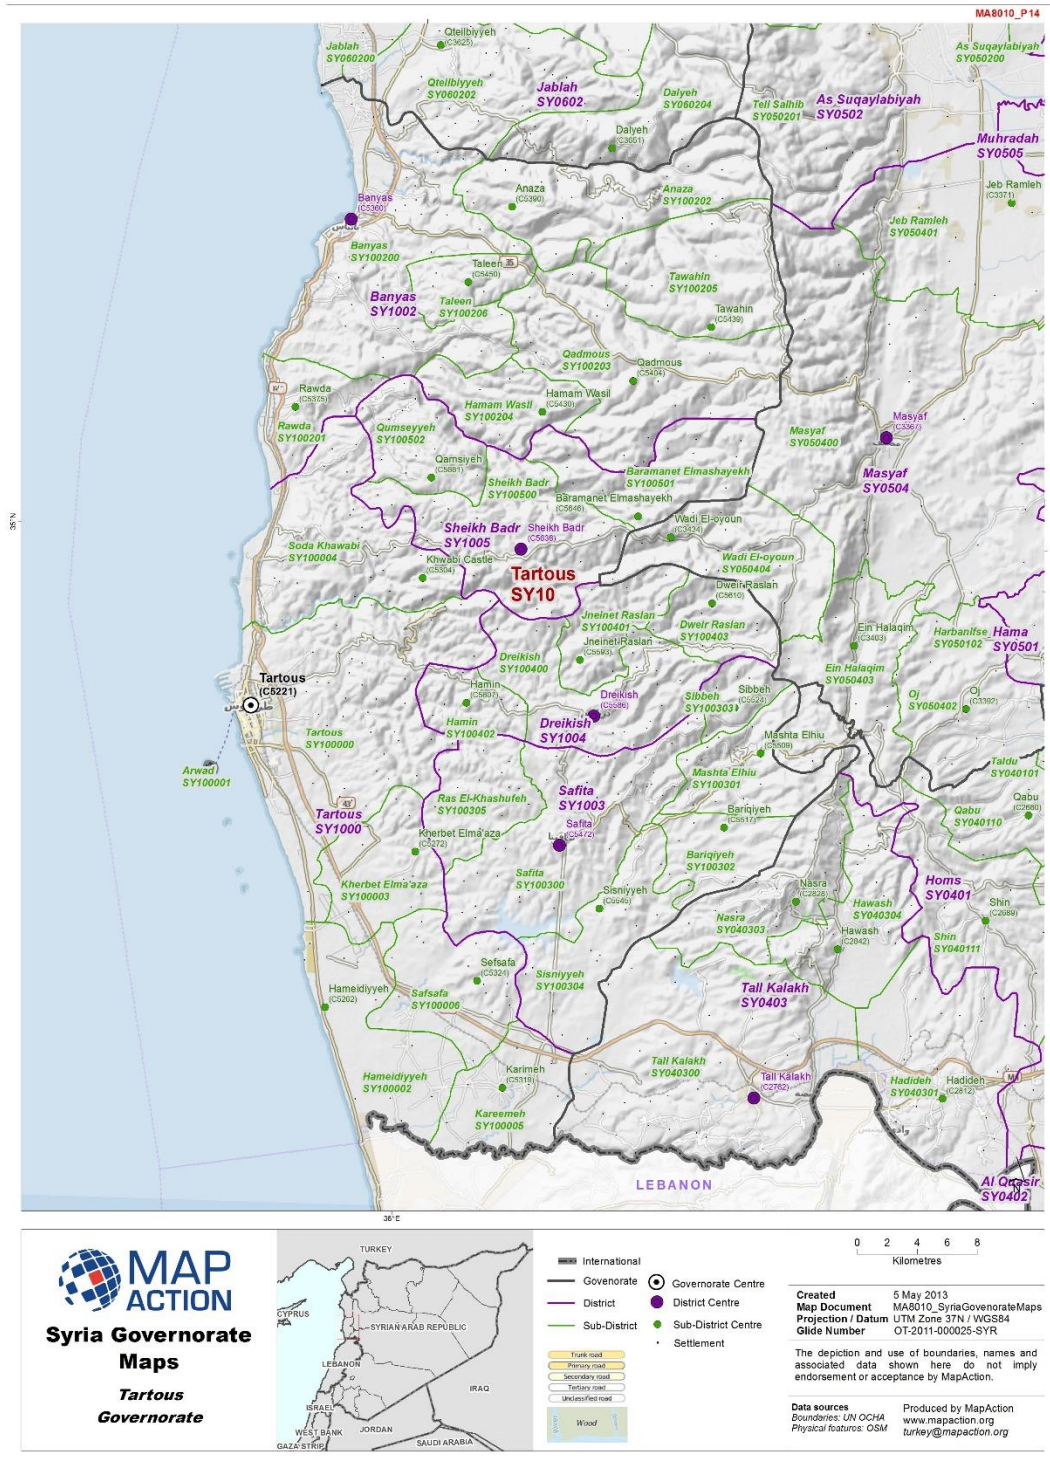 MA8010_P14
Jablah
SY060200
Qteilbiyyeh
(C3625)
As Suqaylabiyah
SY050200
Qteilbiyyeh
SY060202
Jablah
SY0602
Dalyeh
SY060204
Tell Salhib
SY050201
As Suqaylabiyah
SY0502
Dalyeh
(C3651)
Muhradah
SY0505
Banyas
(C5360)
Anaza
(C5390)
Anaza
SY100202
Jeb Ramleh
(C3371)
Jeb Ramleh
SY050401
Banyas
SY100200
Taleen
(C5450)
35
Tawahin
SY100205
Banyas
SY1002
Taleen
SY100206
Tawahin
(C5439)
Qadmous
SY100203
Qadmous
(C5404)
Rawda
(C5375)
Hamam Wasil
SY100204
Hamam Wasil
(C5430)
Masyaf
(C3367)
Rawda
SY100201
Qumseyyeh
SY100502
Masyaf
SY050400
Qamsiyeh
(C5661)
Sheikh Badr
SY100500
Baramanet Elmashayekh
SY100501
Masyaf
SY0504
Baramanet Elmashayekh
(C5646)
35°N
Sheikh Badr
SY1005
Sheikh Badr
(C5638)
Wadi El-oyoun
(C3434)
Soda Khawabi
SY100004
Khwabi Castle
(C5304)
Wadi El-oyoun
SY050404
Tartous
SY10
Dweir Raslan
(C5610)
Jneinet Raslan
SY100401
Dweir Raslan
SY100403
Ein Halaqim
(C3403)
Harbanifse
SY050102
Hama
SY0501
Jneinet Raslan
(C5593)
Dreikish
SY100400
Ein Halaqim
SY050403
Tartous
(C5221)
Hamin
(C5607)
Dreikish
(C5586)
Sibbeh
SY100303
Sibbeh
(C5524)
Oj
SY050402
Oj
(C3392)
Tartous
SY100000
Hamin
SY100402
Dreikish
SY1004
Mashta Elhiu
(C5509)
Arwad
SY100001
Mashta Elhiu
SY100301
Taldu
SY040101
Tartous
SY1000
Ras El-Khashufeh
SY100305
Safita
SY1003
Bariqiyeh
(C5517)
Qabu
SY040110
Qabu
(C2680)
Kherbet Elma'aza
(C5272)
Safita
(C5472)
Kherbet Elma'aza
SY100003
Safita
SY100300
Bariqiyeh
SY100302
Homs
SY0401
Sisniyyeh
(C5545)
Nasra
(C2828)
Hawash
SY040304
Shin
(C2689)
Nasra
SY040303
Hawash
(C2842)
Shin
SY040111
Hameidiyyeh
(C5262)
Sefsafa
(C5321)
Safsafa
SY100006
Sisniyyeh
SY100304
Tall Kalakh
SY0403
Hameidiyyeh
SY100002
Karimeh
(C5319)
Kareemeh
SY100005
Tall Kalakh
SY040300
Tall Kalakh
(C2762)
Hadideh
SY040301
Hadideh
(C2812)
LEBANON
Al Qusair
SY0402
36°E
MAP
ACTION
Syria Governorate
Maps
Tartous
Governorate
TURKEY
CYPRUS
SYRIAN ARAB REPUBLIC
LEBANON
IRAQ
ISRAEL
WEST BANK
JORDAN
GAZA STRIP
SAUDI ARABIA
International
Govenorate
District
Sub-District
Governorate Centre
District Centre
Sub-District Centre
Settlement
Trunk road
Primary road
Secondary road
Tertiary road
Unclassified road
Wood
0 2 4 6 8
Kilometres
Created 5 May 2013
Map Document MA8010_SyriaGovenorateMaps
Projection / Datum UTM Zone 37N / WGS84
Glide Number OT-2011-000025-SYR
The depiction and use of boundaries, names and
associated data shown here do not imply
endorsement or acceptance by MapAction.
Data sources
Boundaries: UN OCHA
Physical features: OSM
Produced by MapAction
www.mapaction.org
turkey@mapaction.org